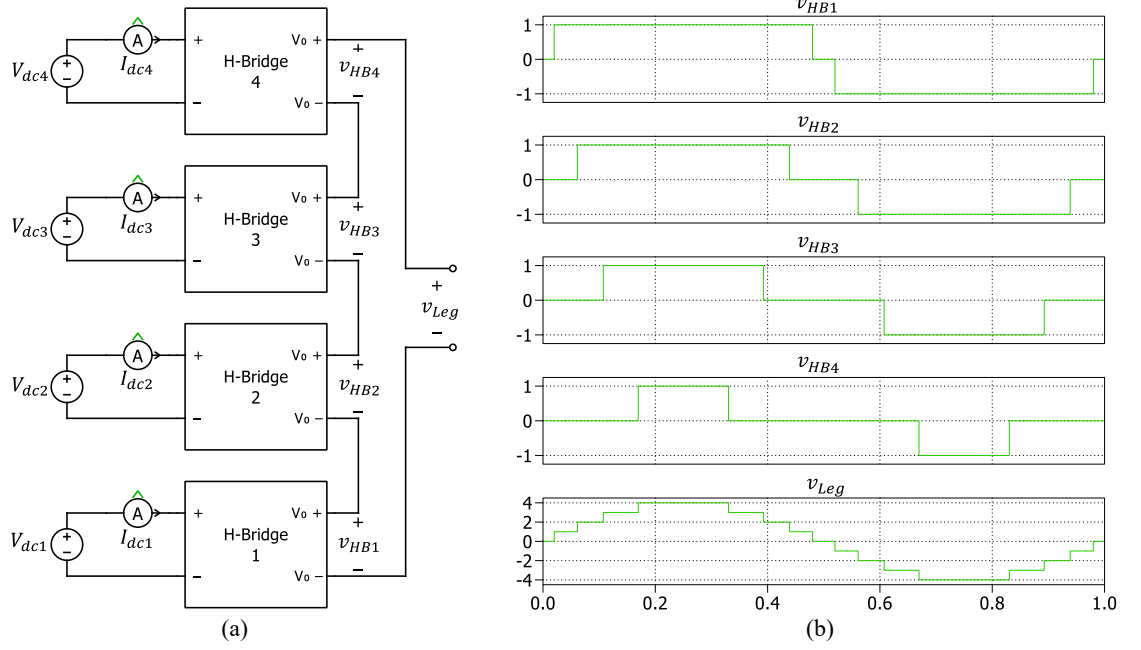 V_dc4
+
−
A
I_dc4
+
−
H-Bridge
4
V₀ +
V₀ −
+
v_HB4
−
V_dc3
+
−
A
I_dc3
+
−
H-Bridge
3
V₀ +
V₀ −
+
v_HB3
−
+
v_Leg
−
V_dc2
+
−
A
I_dc2
+
−
H-Bridge
2
V₀ +
V₀ −
+
v_HB2
−
V_dc1
+
−
A
I_dc1
+
−
H-Bridge
1
V₀ +
V₀ −
+
v_HB1
−
(a)
v_HB1
1
0
-1
v_HB2
1
0
-1
v_HB3
1
0
-1
v_HB4
1
0
-1
v_Leg
4
2
0
-2
-4
0.0 0.2 0.4 0.6 0.8 1.0
(b)